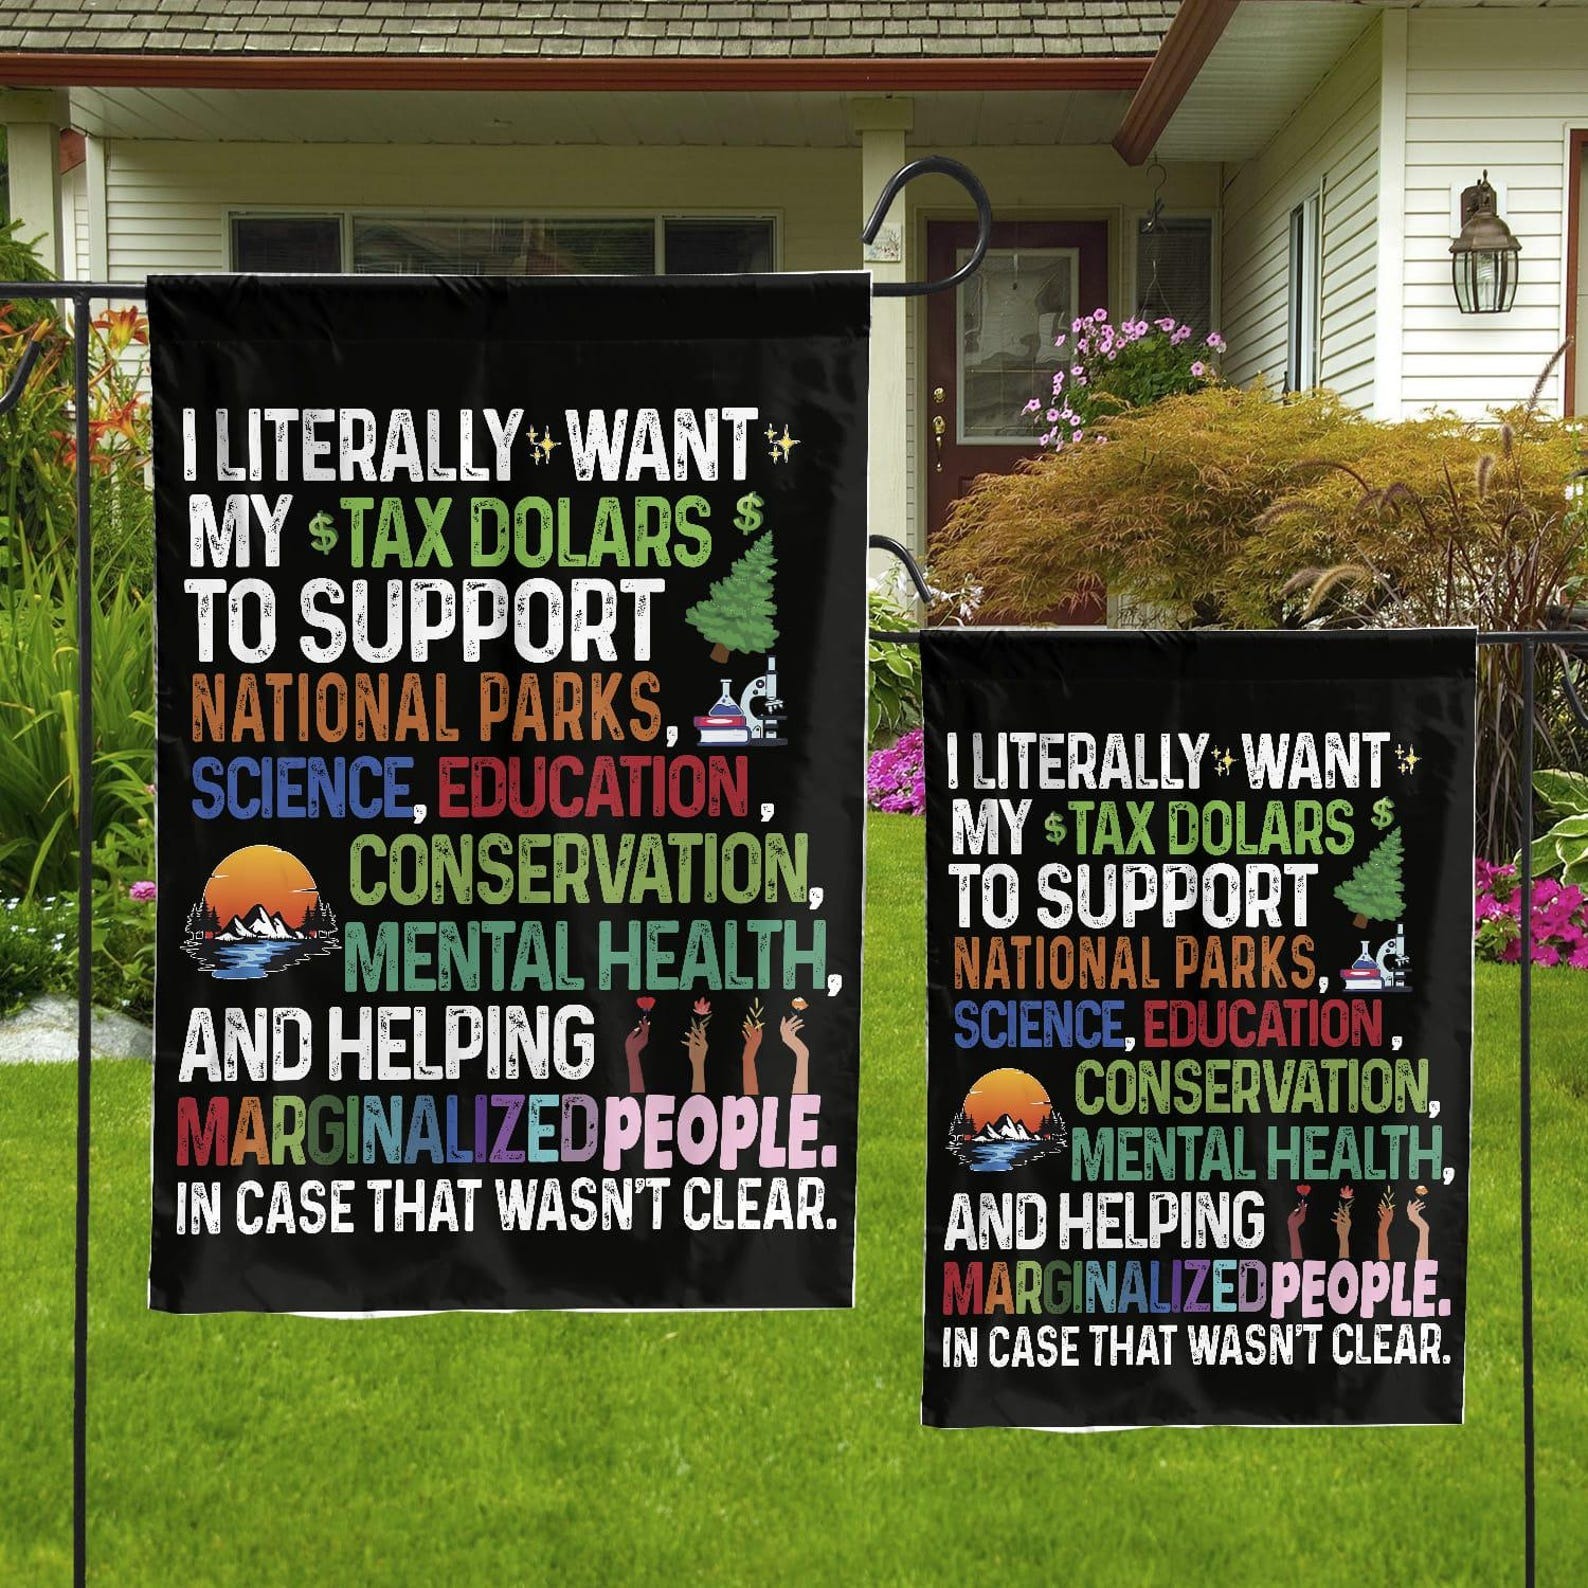 I LITERALLY WANT
MY $TAX DOLARS $
TO SUPPORT
NATIONAL PARKS,
SCIENCE, EDUCATION,
CONSERVATION,
MENTAL HEALTH,
AND HELPING
MARGINALIZED PEOPLE.
IN CASE THAT WASN'T CLEAR.
I LITERALLY WANT
MY $TAX DOLARS $
TO SUPPORT
NATIONAL PARKS,
SCIENCE, EDUCATION,
CONSERVATION,
MENTAL HEALTH,
AND HELPING
MARGINALIZED PEOPLE.
IN CASE THAT WASN'T CLEAR.